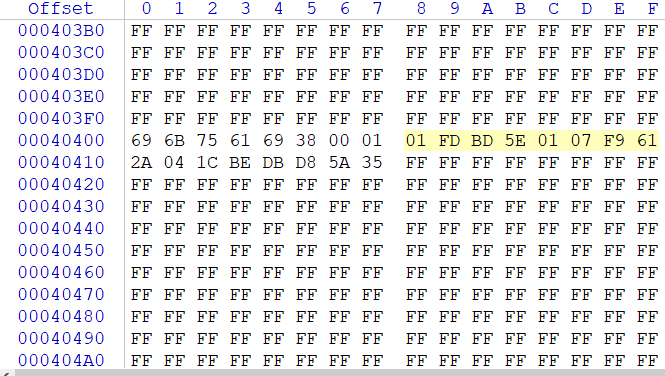 Offset 0 1 2 3 4 5 6 7 8 9 A B C D E F
000403B0 FF FF FF FF FF FF FF FF FF FF FF FF FF FF FF FF
000403C0 FF FF FF FF FF FF FF FF FF FF FF FF FF FF FF FF
000403D0 FF FF FF FF FF FF FF FF FF FF FF FF FF FF FF FF
000403E0 FF FF FF FF FF FF FF FF FF FF FF FF FF FF FF FF
000403F0 FF FF FF FF FF FF FF FF FF FF FF FF FF FF FF FF
00040400 69 6B 75 61 69 38 00 01 01 FD BD 5E 01 07 F9 61
00040410 2A 04 1C BE DB D8 5A 35 FF FF FF FF FF FF FF FF
00040420 FF FF FF FF FF FF FF FF FF FF FF FF FF FF FF FF
00040430 FF FF FF FF FF FF FF FF FF FF FF FF FF FF FF FF
00040440 FF FF FF FF FF FF FF FF FF FF FF FF FF FF FF FF
00040450 FF FF FF FF FF FF FF FF FF FF FF FF FF FF FF FF
00040460 FF FF FF FF FF FF FF FF FF FF FF FF FF FF FF FF
00040470 FF FF FF FF FF FF FF FF FF FF FF FF FF FF FF FF
00040480 FF FF FF FF FF FF FF FF FF FF FF FF FF FF FF FF
00040490 FF FF FF FF FF FF FF FF FF FF FF FF FF FF FF FF
000404A0 FF FF FF FF FF FF FF FF FF FF FF FF FF FF FF FF